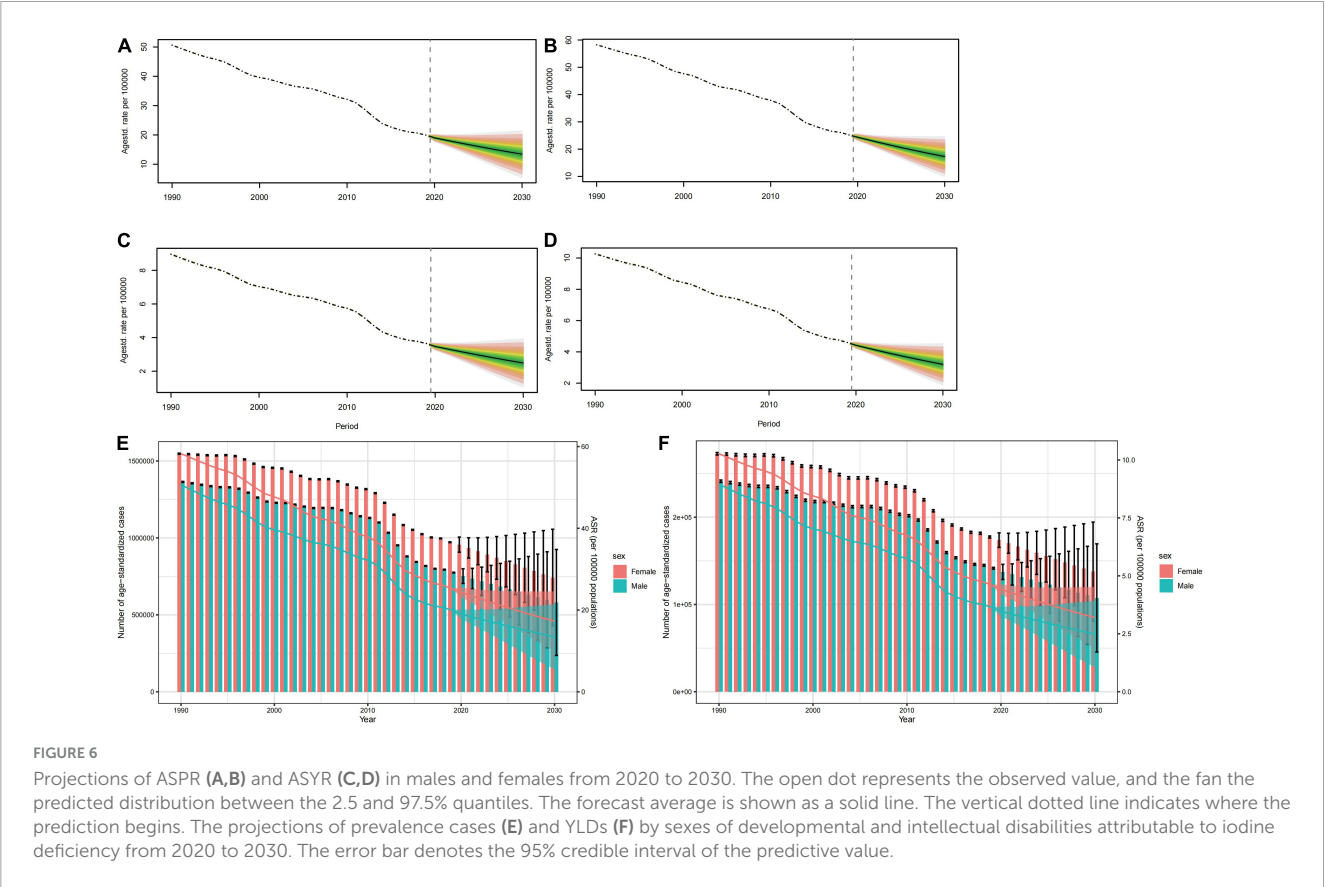 A
Agestd. rate per 100000
50
40
30
20
10
1990 2000 2010 2020 2030
B
Agestd. rate per 100000
60
50
40
30
20
10
1990 2000 2010 2020 2030
C
Agestd. rate per 100000
8
6
4
2
1990 2000 2010 2020 2030
Period
D
Agestd. rate per 100000
10
8
6
4
2
1990 2000 2010 2020 2030
Period
E
Number of age−standardized cases
1500000
1000000
500000
0
1990 2000 2010 2020 2030
Year
60
40
20
0
ASR (per 100000 populations)
sex
Female
Male
F
Number of age−standardized cases
2e+05
1e+05
0e+00
1990 2000 2010 2020 2030
Year
10.0
7.5
5.0
2.5
0.0
ASR (per 100000 populations)
sex
Female
Male
FIGURE 6
Projections of ASPR (A,B) and ASYR (C,D) in males and females from 2020 to 2030. The open dot represents the observed value, and the fan the
predicted distribution between the 2.5 and 97.5% quantiles. The forecast average is shown as a solid line. The vertical dotted line indicates where the
prediction begins. The projections of prevalence cases (E) and YLDs (F) by sexes of developmental and intellectual disabilities attributable to iodine
deficiency from 2020 to 2030. The error bar denotes the 95% credible interval of the predictive value.